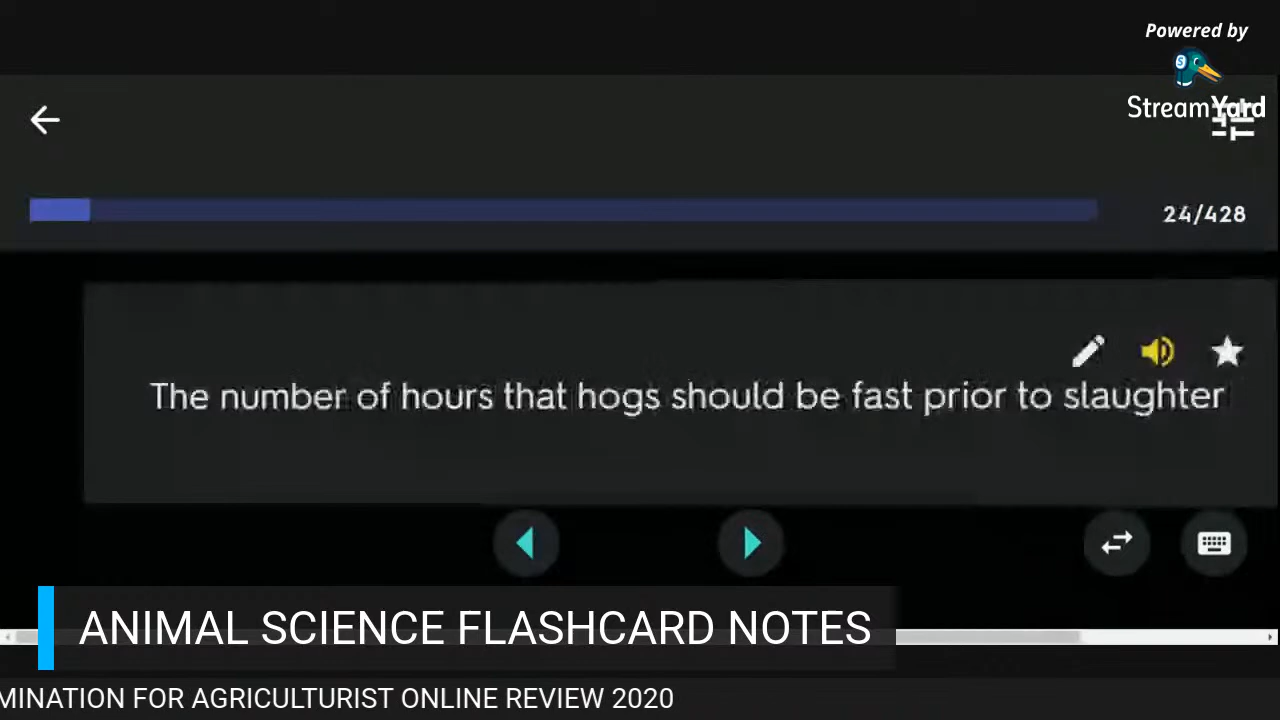 Powered by
StreamYard
24/428
The number of hours that hogs should be fast prior to slaughter
ANIMAL SCIENCE FLASHCARD NOTES
MINATION FOR AGRICULTURIST ONLINE REVIEW 2020